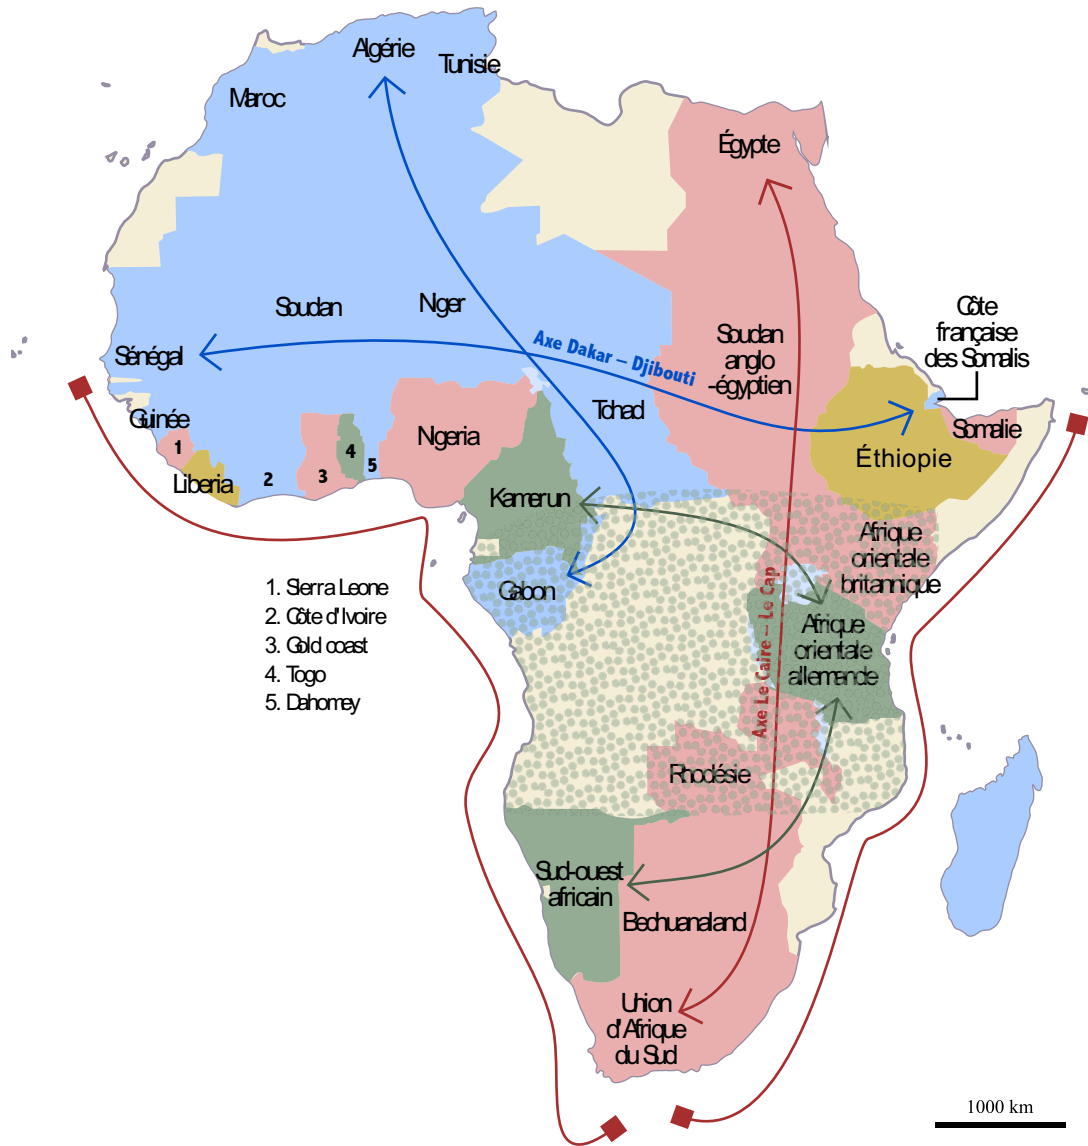 Algérie
Tunisie
Maroc
Égypte
Soudan
Niger
Sénégal
Axe Dakar – Djibouti
Soudan
anglo
-égyptien
Côte
française
des Somalis
Tchad
Guinée
Nigeria
Somalie
1
2
3
4
5
Liberia
Éthiopie
Kamerun
Afrique
orientale
britannique
Gabon
1. Sierra Leone
2. Côte d'Ivoire
3. Gold coast
4. Togo
5. Dahomey
Afrique
orientale
allemande
Axe Le Caire – Le Cap
Rhodésie
Sud-ouest
africain
Bechuanaland
Union
d'Afrique
du Sud
1000 km